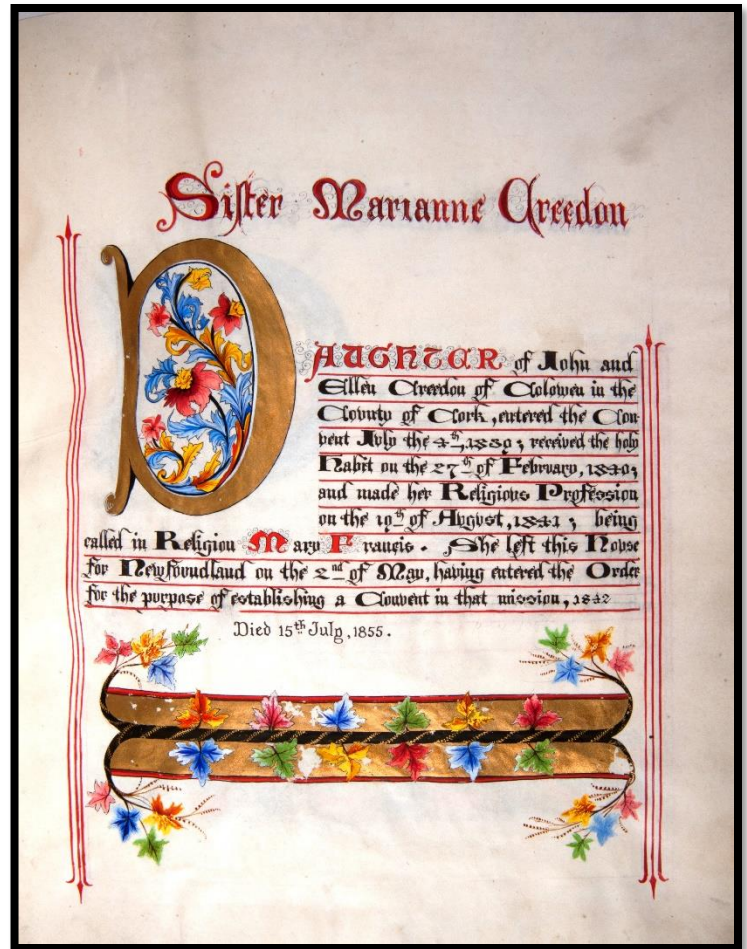 Sister Marianne Creedon
DAUGHTER of John and
Ellen Creedon of Colowen in the
County of Cork, entered the Con-
vent July the 4th, 1839; received the holy
Habit on the 27th of February, 1840;
and made her Religious Profession
on the 19th of August, 1841; being
called in Religion Mary Francis. She left this House
for Newfoundland on the 2nd of May, having entered the Order
for the purpose of establishing a Convent in that mission, 1842
Died 15th July, 1855.